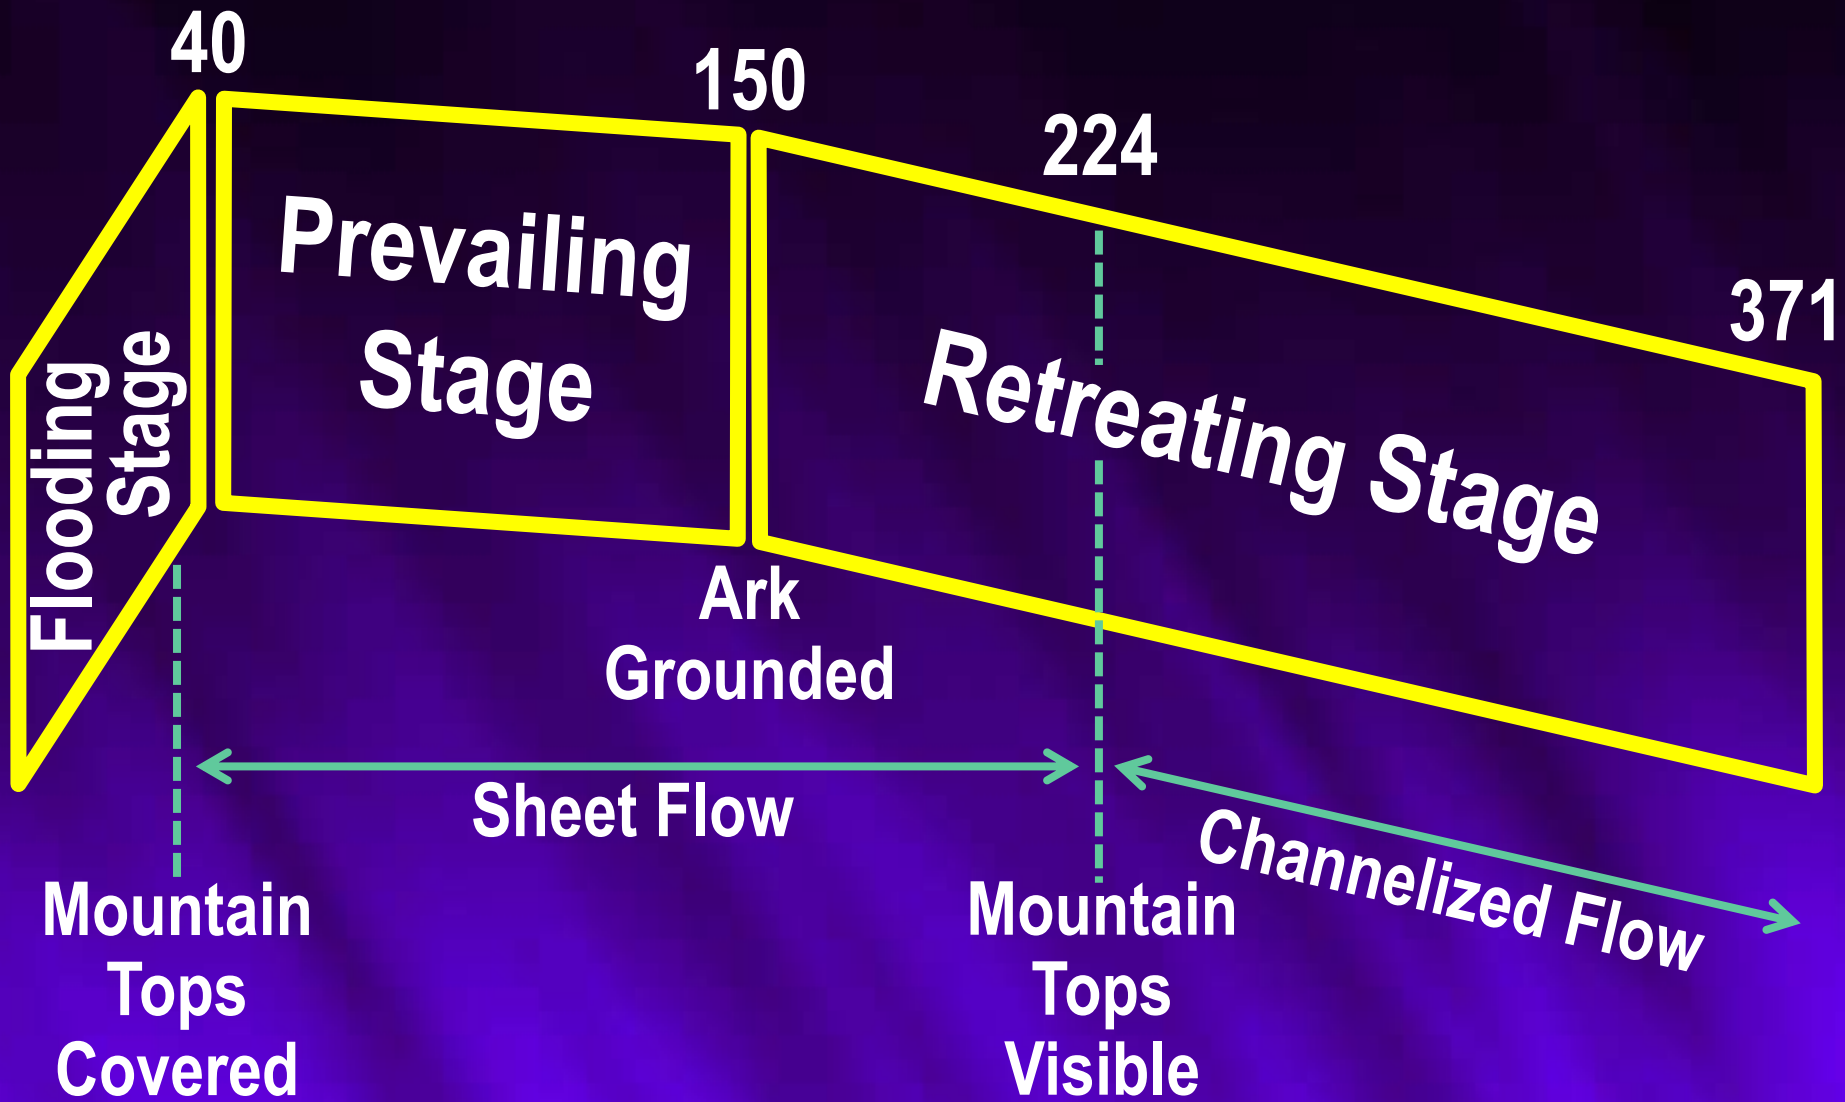 40
150
224
371
Flooding
Stage
Prevailing
Stage
Retreating Stage
Ark
Grounded
Sheet Flow
Channelized Flow
Mountain
Tops
Covered
Mountain
Tops
Visible